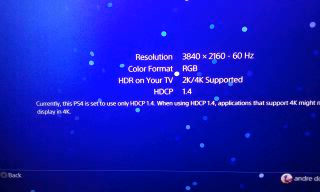 Resolution 3840 × 2160 - 60 Hz
Color Format RGB
HDR on Your TV 2K/4K Supported
HDCP 1.4
Currently, this PS4 is set to use only HDCP 1.4. When using HDCP 1.4, applications that support 4K might n
display in 4K.
Back
andre de